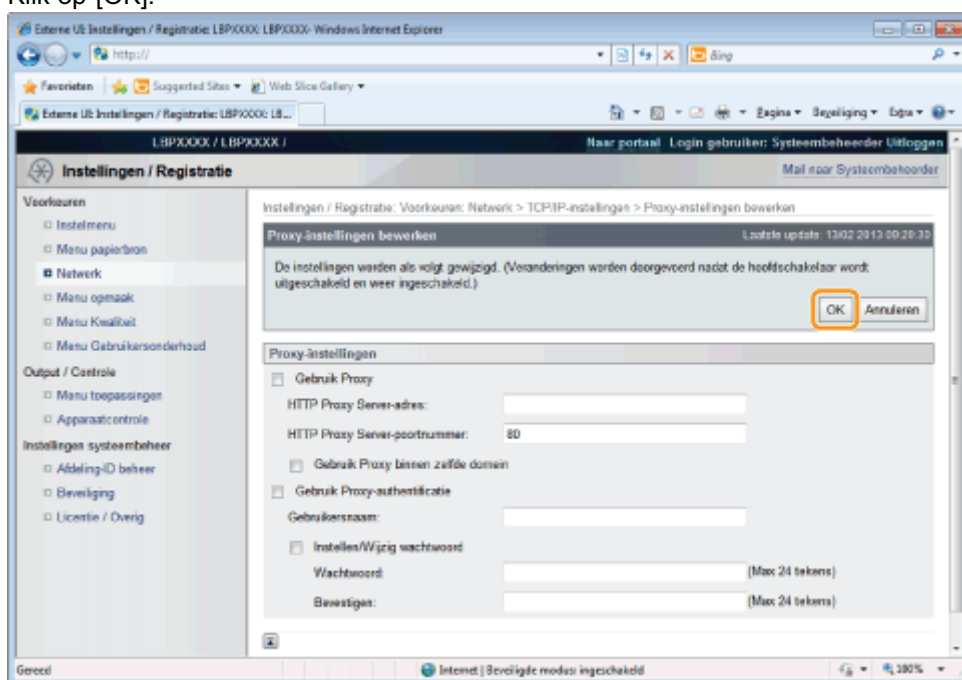 Klik op [OK].
Externe UI: Instellingen / Registratie: LBPXXXX: LBPXXXX- Windows Internet Explorer
http://
Bing
Favorieten Suggested Sites Web Slice Gallery
Externe UI: Instellingen / Registratie: LBPXXXX: LB...
Pagina Beveiliging Extra
LBPXXXX / LBPXXXX /
Naar portaal Login gebruiker: Systeembeheerder Uitloggen
Instellingen / Registratie
Mail naar Systeembeheerder
Voorkeuren
Instelmenu
Menu papierbron
Netwerk
Menu opmaak
Menu Kwaliteit
Menu Gebruikersonderhoud
Output / Controle
Menu toepassingen
Apparaatcontrole
Instellingen systeembeheer
Afdeling-ID beheer
Beveiliging
Licentie / Overig
Instellingen / Registratie: Voorkeuren: Netwerk > TCP/IP-instellingen > Proxy-instellingen bewerken
Proxy-instellingen bewerken
Laatste update: 13/02 2013 09:20:30
De instellingen worden als volgt gewijzigd. (Veranderingen worden doorgevoerd nadat de hoofdschakelaar wordt
uitgeschakeld en weer ingeschakeld.)
OK Annuleren
Proxy-instellingen
Gebruik Proxy
HTTP Proxy Server-adres:
HTTP Proxy Server-poortnummer: 80
Gebruik Proxy binnen zelfde domein
Gebruik Proxy-authentificatie
Gebruikersnaam:
Instellen/Wijzig wachtwoord
Wachtwoord: (Max 24 tekens)
Bevestigen: (Max 24 tekens)
Gereed
Internet | Beveiligde modus: ingeschakeld
100%